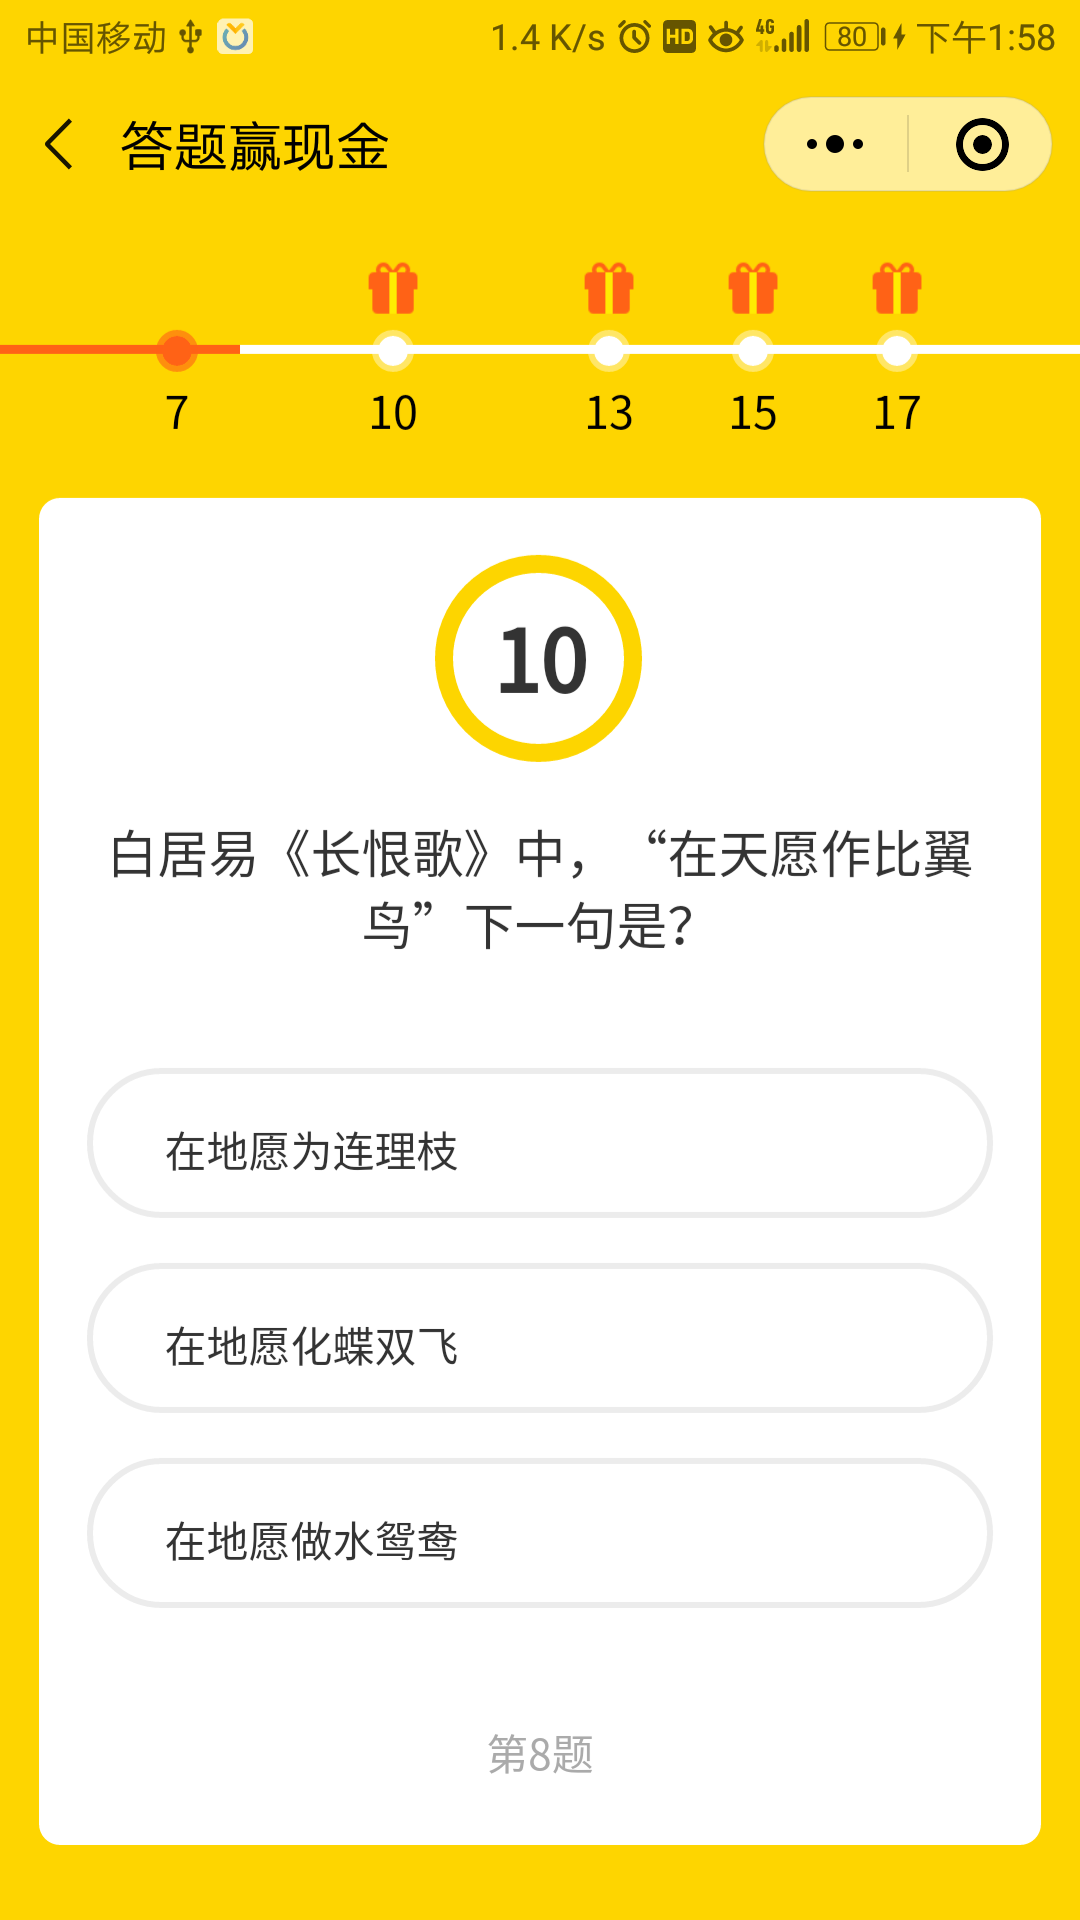 中国移动 1.4 K/s HD 4G 80 下午1:58
答题赢现金
7 10 13 15 17
10
白居易《长恨歌》中，“在天愿作比翼
鸟”下一句是?
在地愿为连理枝
在地愿化蝶双飞
在地愿做水鸳鸯
第8题